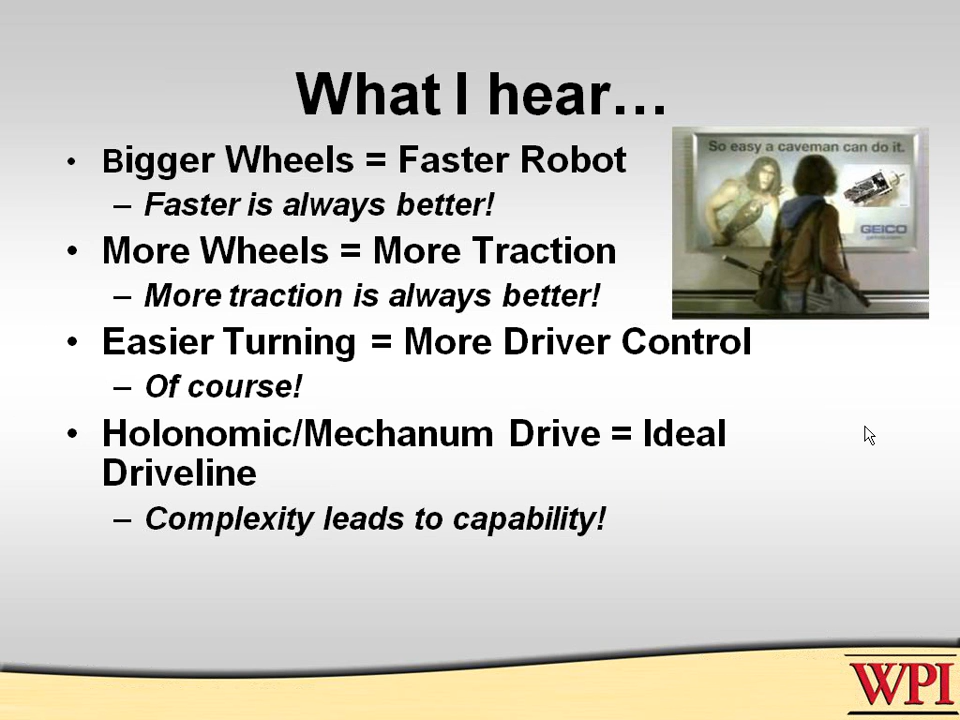 What I hear…
• Bigger Wheels = Faster Robot
– Faster is always better!
• More Wheels = More Traction
– More traction is always better!
• Easier Turning = More Driver Control
– Of course!
• Holonomic/Mechanum Drive = Ideal
Driveline
– Complexity leads to capability!
So easy a caveman can do it.
GEICO
WPI